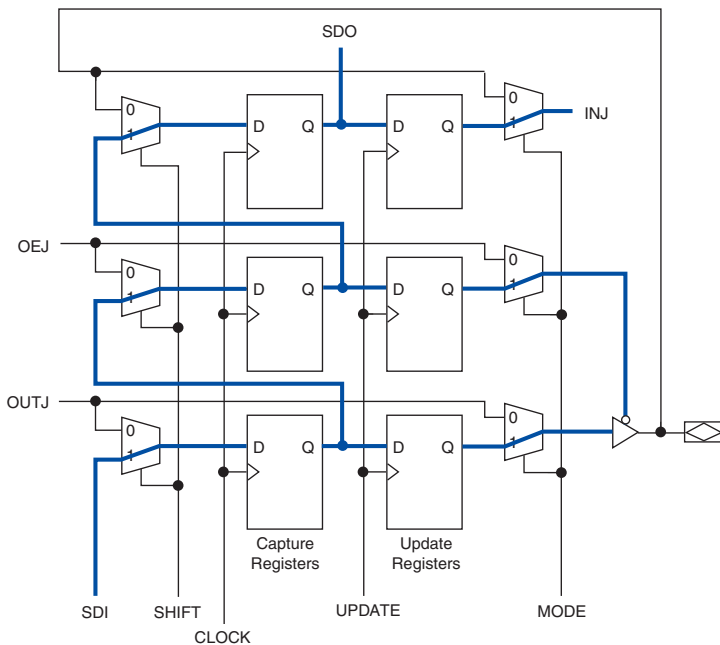 SDO
0
1
D
Q
D
Q
0
1
INJ
OEJ
0
1
D
Q
D
Q
0
1
OUTJ
0
1
D
Q
D
Q
0
1
Capture
Registers
Update
Registers
SDI
SHIFT
CLOCK
UPDATE
MODE